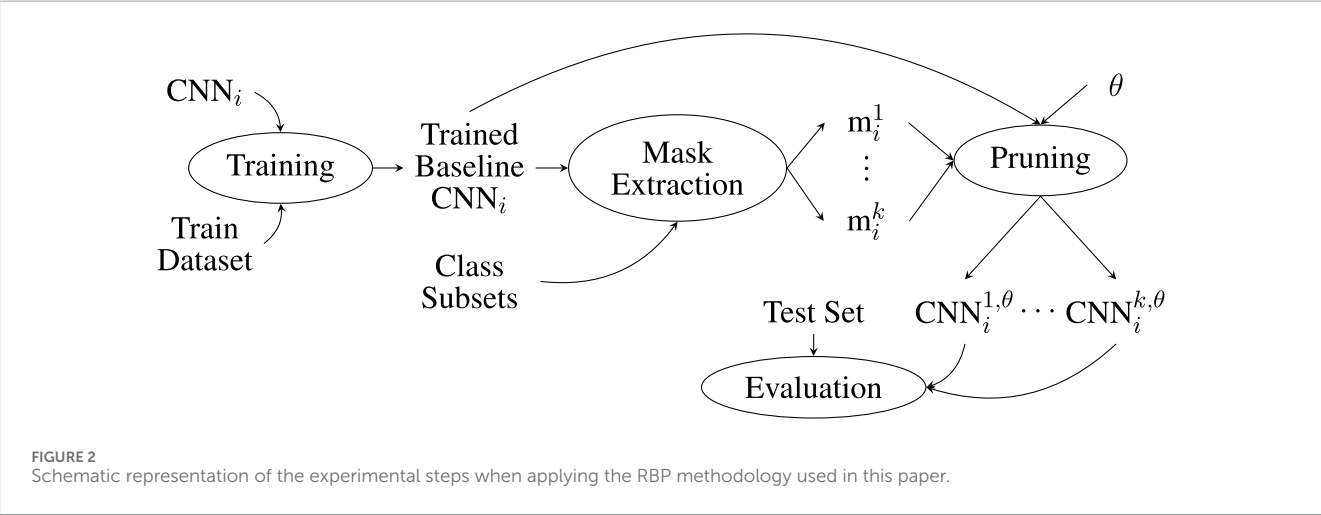 CNN_i
Training
Train
Dataset
Trained
Baseline
CNN_i
Class
Subsets
Mask
Extraction
m_i^1
⋮
m_i^k
θ
Pruning
CNN_i^{1,θ} ··· CNN_i^{k,θ}
Test Set
Evaluation
FIGURE 2
Schematic representation of the experimental steps when applying the RBP methodology used in this paper.